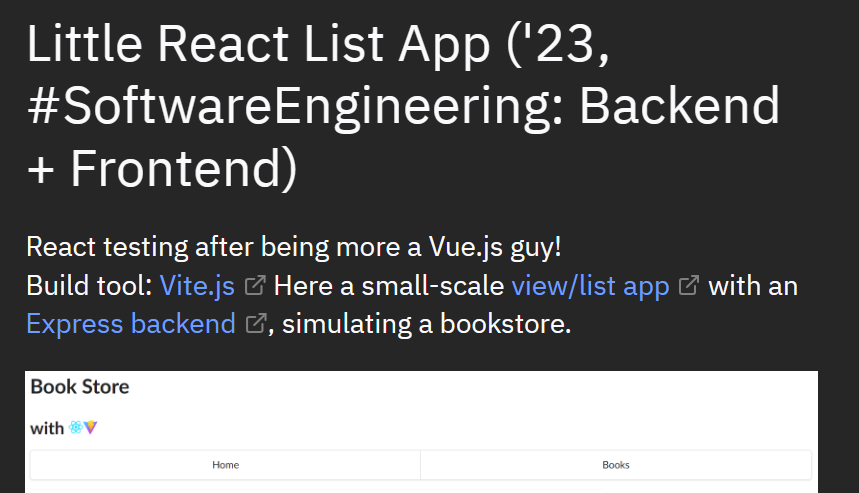 Little React List App ('23,
#SoftwareEngineering: Backend
+ Frontend)
React testing after being more a Vue.js guy!
Build tool: Vite.js Here a small-scale view/list app with an
Express backend, simulating a bookstore.
Book Store
with
Home Books